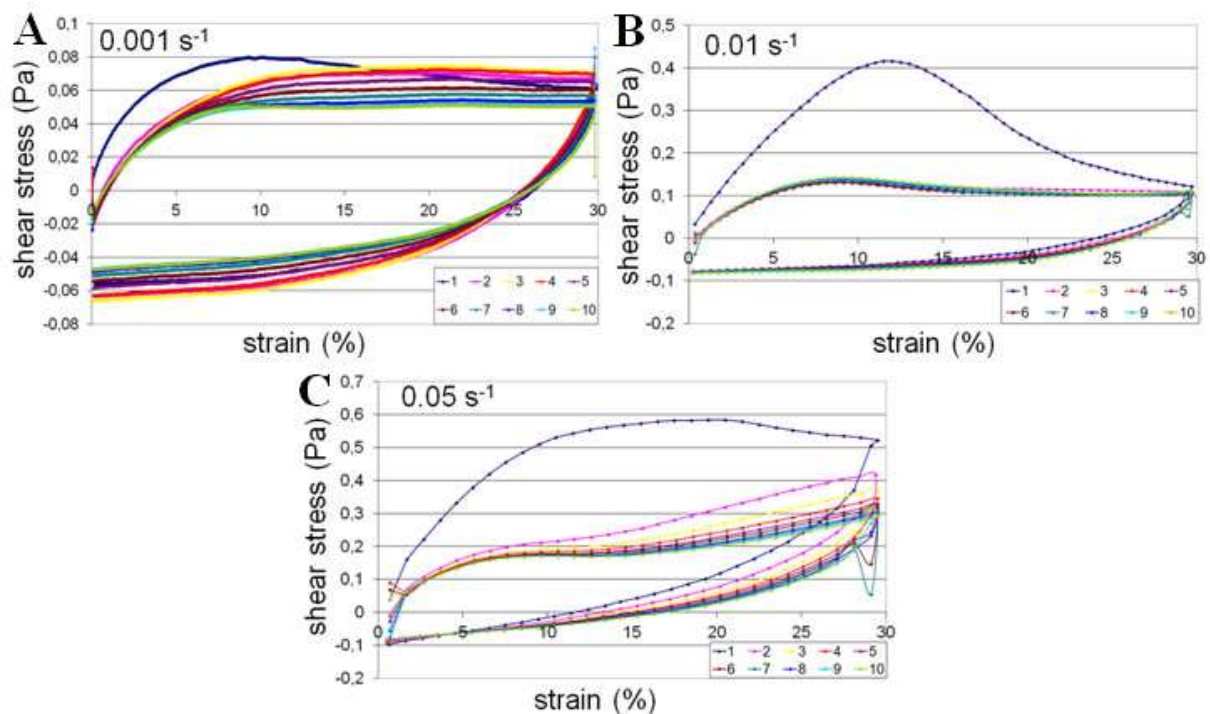 A
0.001 s-1
0.1
0.08
0.06
0.04
0.02
0
-0.02
-0.04
-0.06
-0.08
0 5 10 15 20 25 30
shear stress (Pa)
1 2 3 4 5
6 7 8 9 10
strain (%)
B
0.01 s-1
0.5
0.4
0.3
0.2
0.1
0
-0.1
-0.2
0 5 10 15 20 25 30
shear stress (Pa)
1 2 3 4 5
6 7 8 9 10
strain (%)
C
0.05 s-1
0.7
0.6
0.5
0.4
0.3
0.2
0.1
0
-0.1
-0.2
0 5 10 15 20 25 30
shear stress (Pa)
1 2 3 4 5
6 7 8 9 10
strain (%)